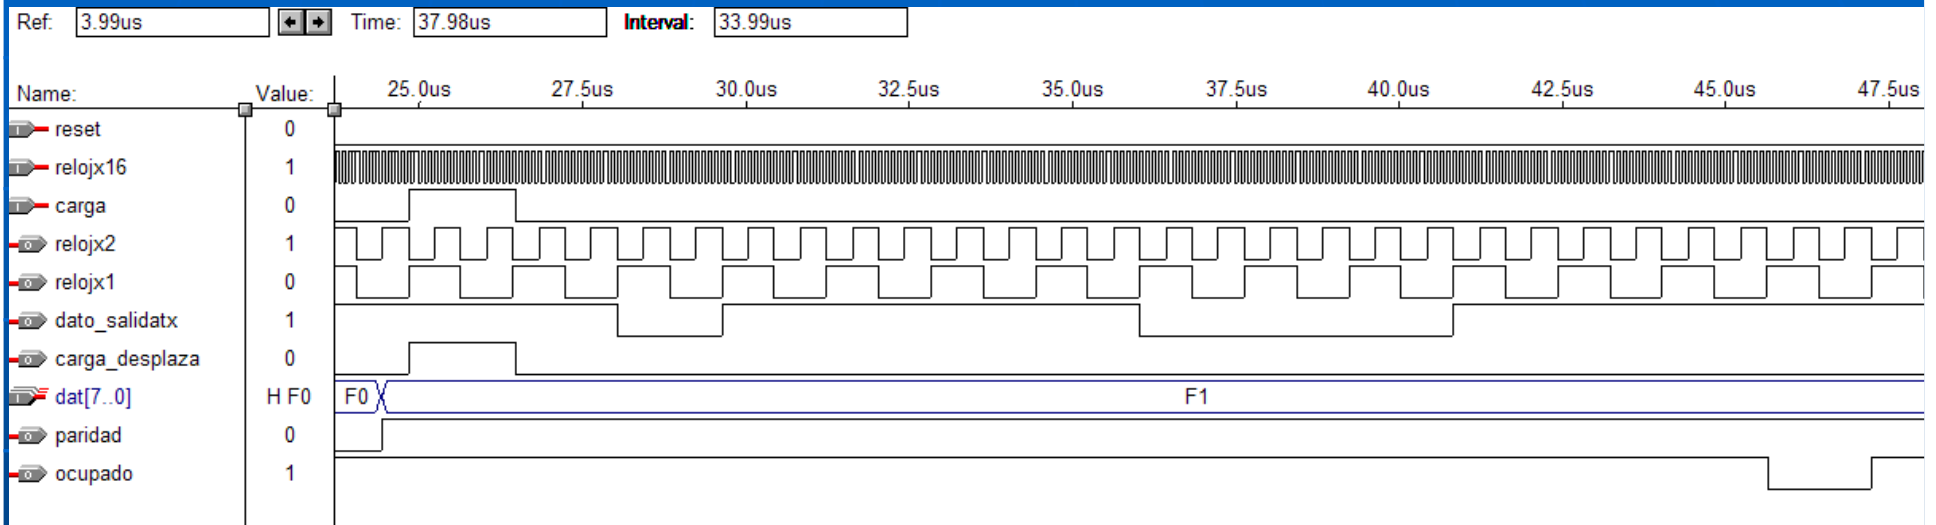 Ref: 3.99us Time: 37.98us Interval: 33.99us
Name: Value: 25.0us 27.5us 30.0us 32.5us 35.0us 37.5us 40.0us 42.5us 45.0us 47.5us
reset 0
relojx16 1
carga 0
relojx2 1
relojx1 0
dato_salidatx 1
carga_desplaza 0
dat[7..0] H F0 F0 F1
paridad 0
ocupado 1